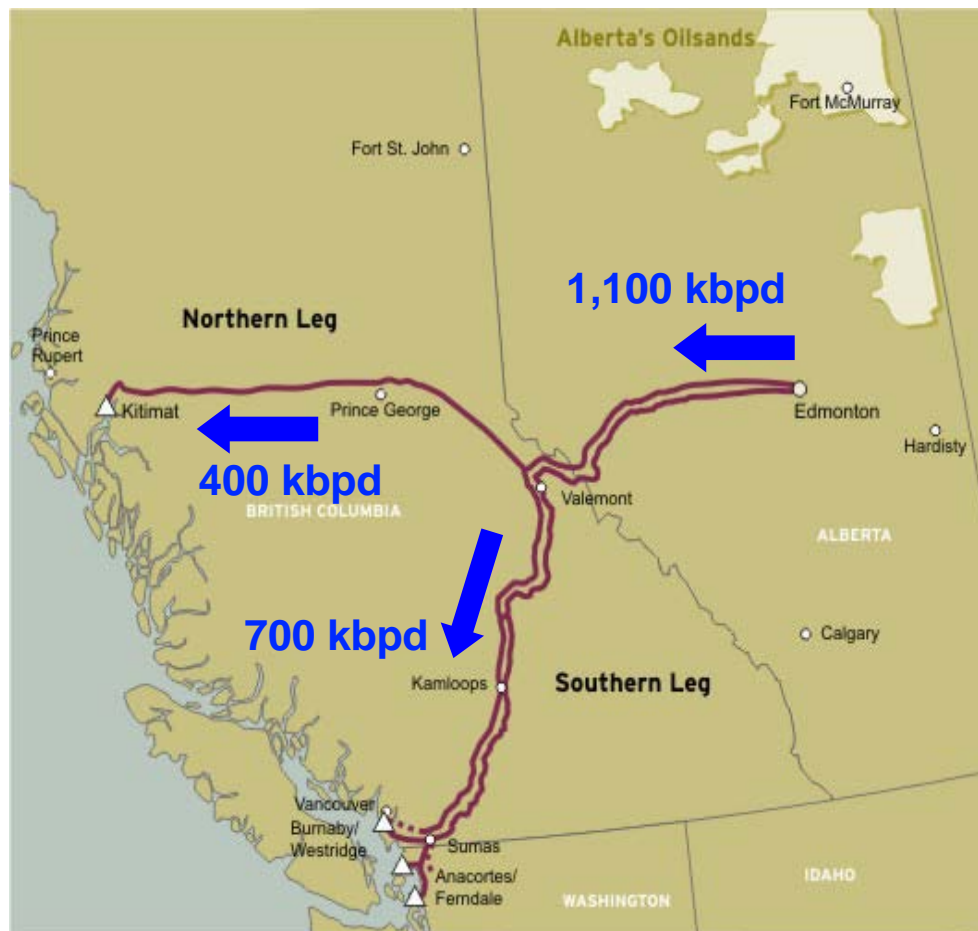 Alberta's Oilsands
Fort McMurray
Fort St. John
1,100 kbpd
Northern Leg
Prince
Rupert
Kitimat
Prince George
Edmonton
Hardisty
400 kbpd
Valemont
BRITISH COLUMBIA
ALBERTA
700 kbpd
Calgary
Kamloops
Southern Leg
Vancouver
Burnaby/
Westridge
Sumas
Anacortes/
Ferndale
IDAHO
WASHINGTON